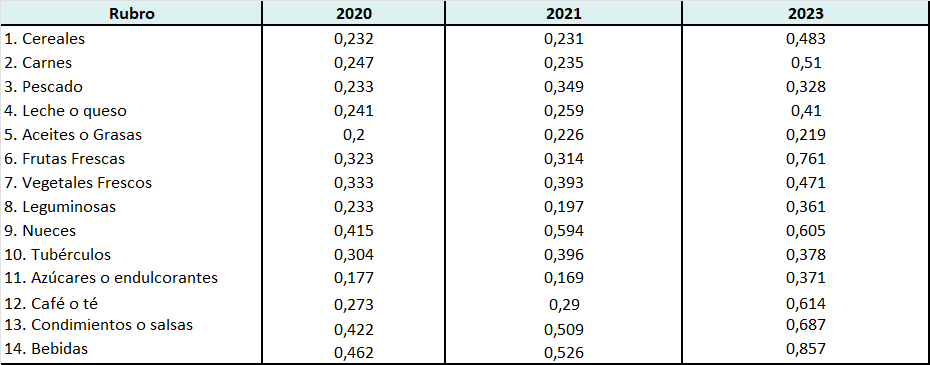 Rubro 2020 2021 2023
1. Cereales 0,232 0,231 0,483
2. Carnes 0,247 0,235 0,51
3. Pescado 0,233 0,349 0,328
4. Leche o queso 0,241 0,259 0,41
5. Aceites o Grasas 0,2 0,226 0,219
6. Frutas Frescas 0,323 0,314 0,761
7. Vegetales Frescos 0,333 0,393 0,471
8. Leguminosas 0,233 0,197 0,361
9. Nueces 0,415 0,594 0,605
10. Tubérculos 0,304 0,396 0,378
11. Azúcares o endulcorantes 0,177 0,169 0,371
12. Café o té 0,273 0,29 0,614
13. Condimientos o salsas 0,422 0,509 0,687
14. Bebidas 0,462 0,526 0,857